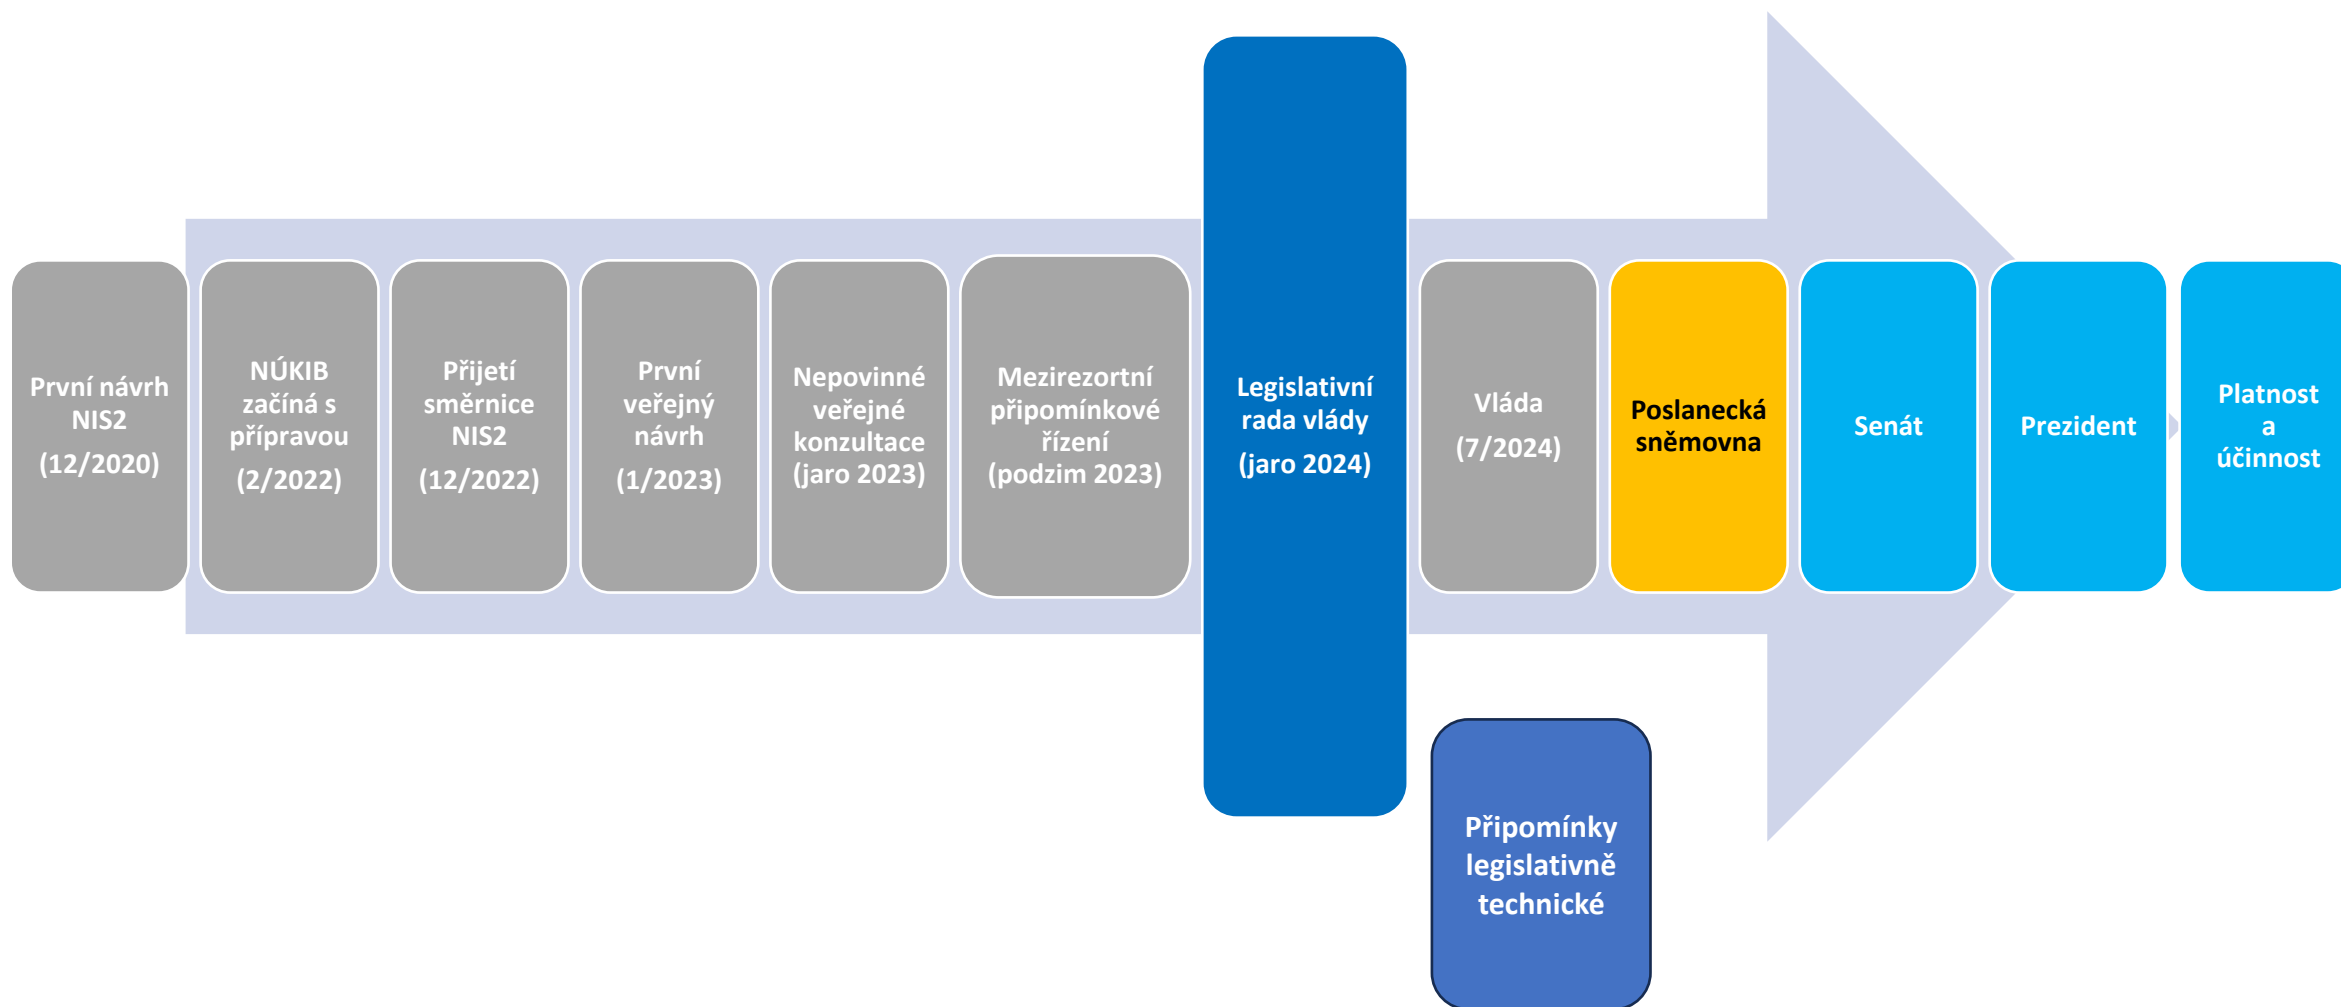 První návrh
NIS2
(12/2020)
NÚKIB
začíná s
přípravou
(2/2022)
Přijetí
směrnice
NIS2
(12/2022)
První
veřejný
návrh
(1/2023)
Nepovinné
veřejné
konzultace
(jaro 2023)
Mezirezortní
připomínkové
řízení
(podzim 2023)
Legislativní
rada vlády
(jaro 2024)
Vláda
(7/2024)
Poslanecká
sněmovna
Senát
Prezident
Platnost
a
účinnost
Připomínky
legislativně
technické